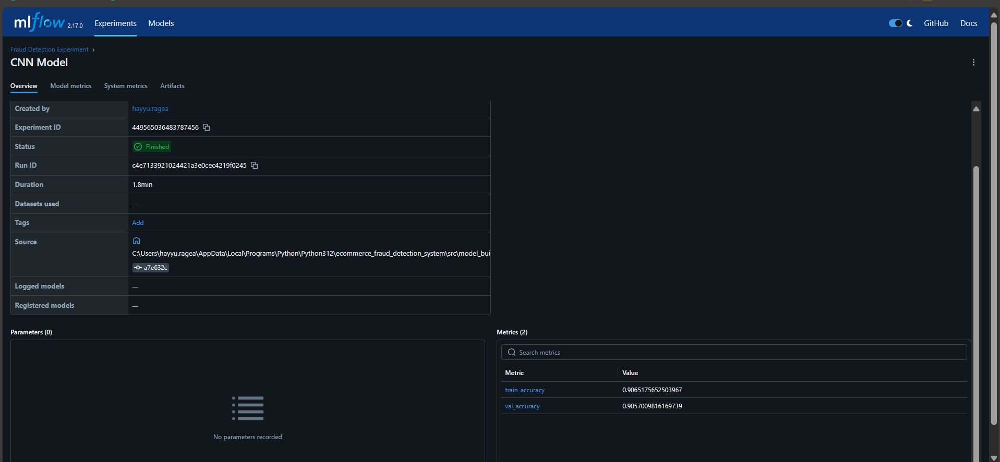 mlflow 2.17.0 Experiments Models GitHub Docs
Fraud Detection Experiment
CNN Model
Overview Model metrics System metrics Artifacts
Created by hayyu.ragea
Experiment ID 449565036483787456
Status Finished
Run ID c4e7133921024421a3e0cec4219f0245
Duration 1.8min
Datasets used —
Tags Add
Source
C:\Users\hayyu.ragea\AppData\Local\Programs\Python\Python312\ecommerce_fraud_detection_system\src\model_bui
a7e632c
Logged models —
Registered models —
Parameters (0)
No parameters recorded
Metrics (2)
Search metrics
Metric Value
train_accuracy 0.9065175652503967
val_accuracy 0.9057009816169739